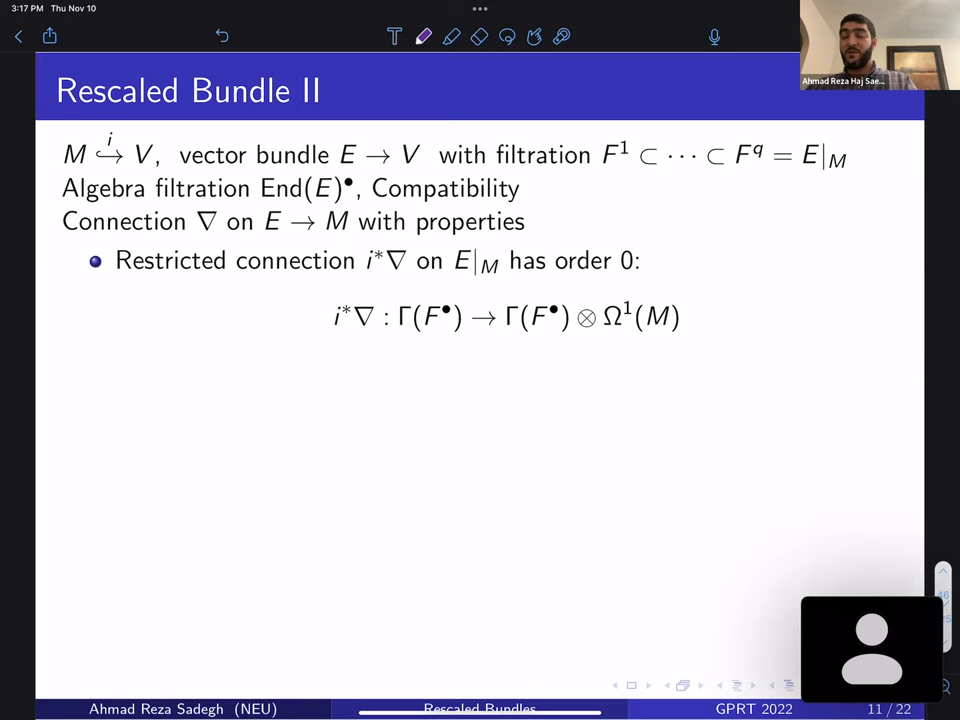 3:17 PM Thu Nov 10
Ahmad Reza Haj Sae...
Rescaled Bundle II
M ↪ᶦ V, vector bundle E → V with filtration F¹ ⊂ ⋯ ⊂ F^q = E|_M
Algebra filtration End(E)^•, Compatibility
Connection ∇ on E → M with properties
Restricted connection i*∇ on E|_M has order 0:
i*∇ : Γ(F^•) → Γ(F^•) ⊗ Ω¹(M)
Ahmad Reza Sadegh (NEU) Rescaled Bundles GPRT 2022 11 / 22